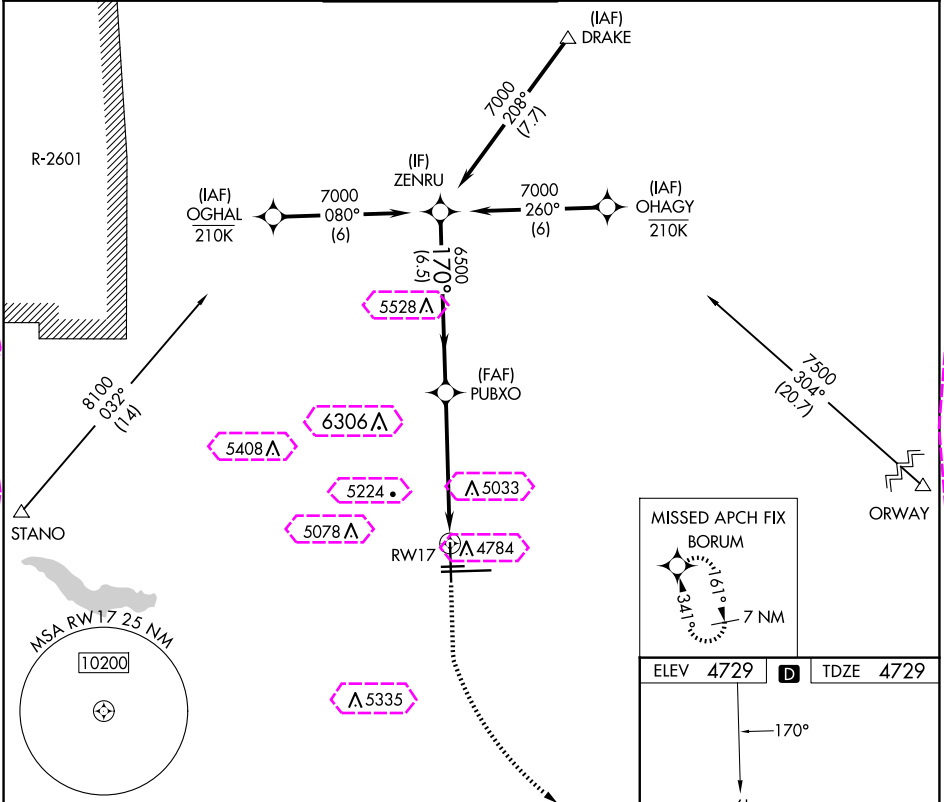 (IAF)
DRAKE
7000
208°
(7.7)
R-2601
(IF)
ZENRU
(IAF)
OGHAL
210K
7000
080°
(6)
7000
260°
(6)
(IAF)
OHAGY
210K
6500
170°
(6.5)
5528
(FAF)
PUBXO
8100
032°
(14)
7500
304°
(20.7)
6306
5408
5224
5033
5078
STANO
ORWAY
RW17
4784
MISSED APCH FIX
BORUM
161°
341°
7 NM
MSA RW17 25 NM
10200
5335
ELEV 4729 D TDZE 4729
170°